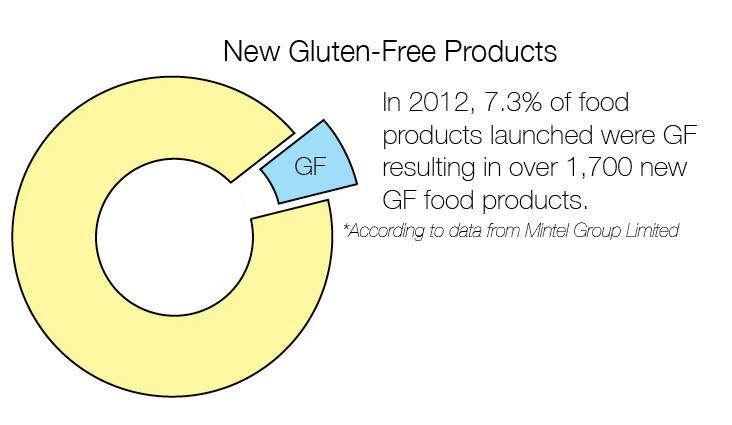 New Gluten-Free Products
In 2012, 7.3% of food
products launched were GF
resulting in over 1,700 new
GF food products.
*According to data from Mintel Group Limited
GF